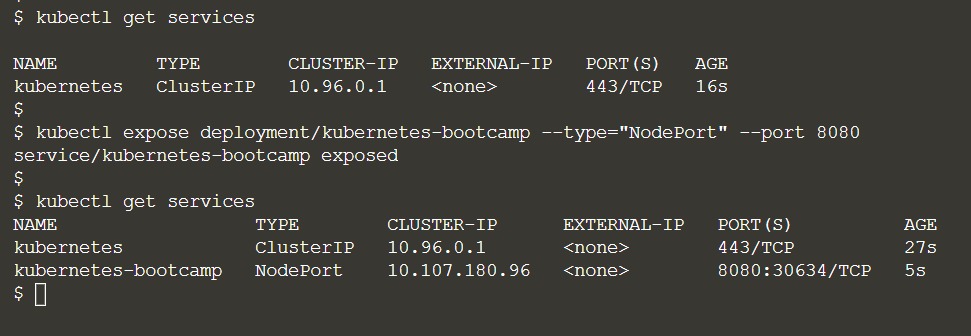 $ kubectl get services
NAME TYPE CLUSTER-IP EXTERNAL-IP PORT(S) AGE
kubernetes ClusterIP 10.96.0.1 <none> 443/TCP 16s
$
$ kubectl expose deployment/kubernetes-bootcamp --type="NodePort" --port 8080
service/kubernetes-bootcamp exposed
$
$ kubectl get services
NAME TYPE CLUSTER-IP EXTERNAL-IP PORT(S) AGE
kubernetes ClusterIP 10.96.0.1 <none> 443/TCP 27s
kubernetes-bootcamp NodePort 10.107.180.96 <none> 8080:30634/TCP 5s
$